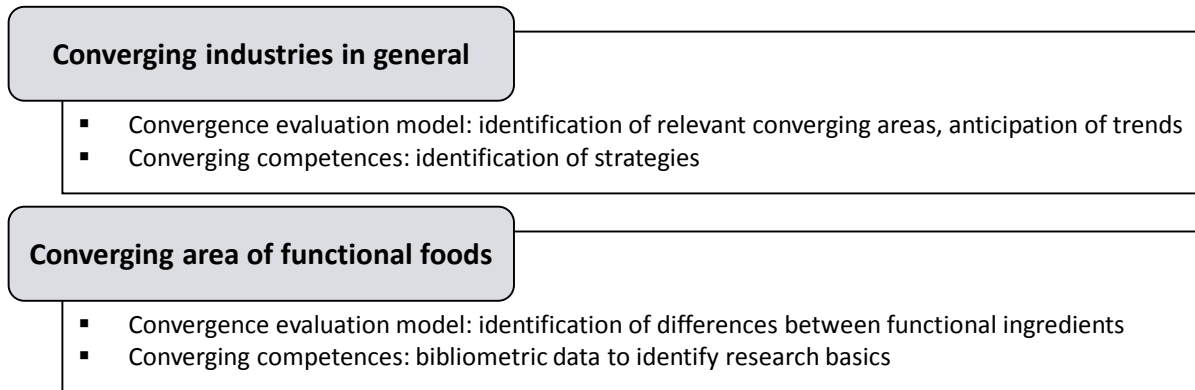 Converging industries in general
▪ Convergence evaluation model: identification of relevant converging areas, anticipation of trends
▪ Converging competences: identification of strategies
Converging area of functional foods
▪ Convergence evaluation model: identification of differences between functional ingredients
▪ Converging competences: bibliometric data to identify research basics